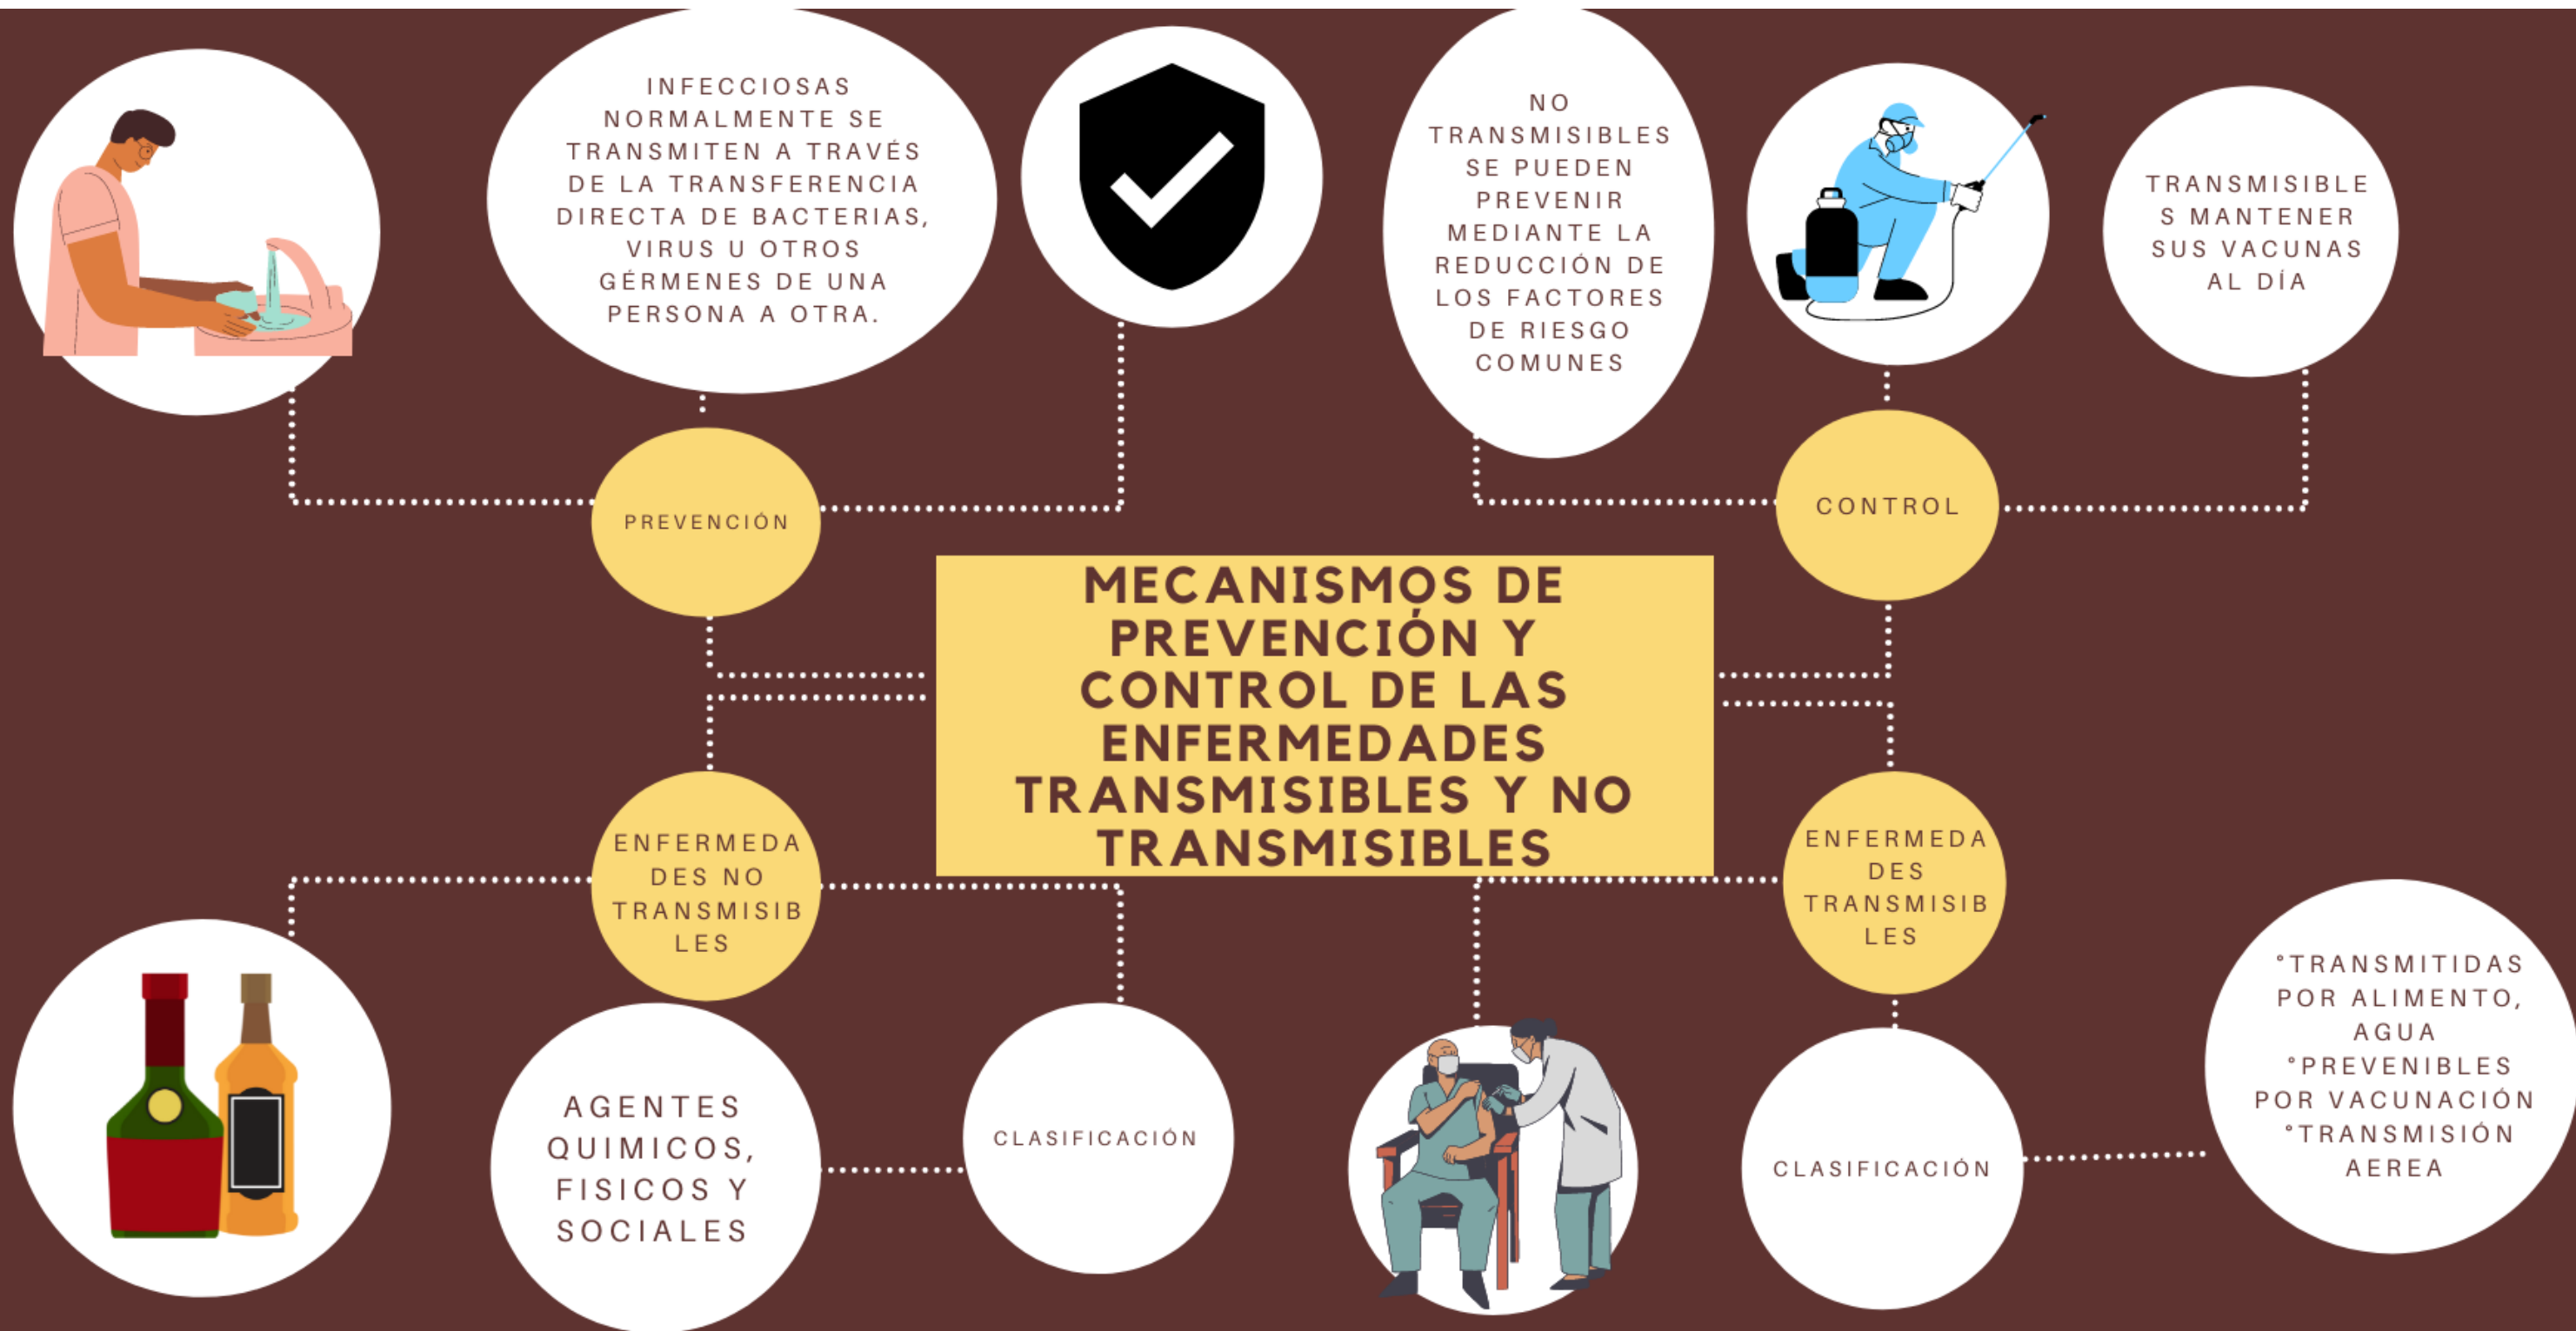 INFECCIOSAS
NORMALMENTE SE
TRANSMITEN A TRAVÉS
DE LA TRANSFERENCIA
DIRECTA DE BACTERIAS,
VIRUS U OTROS
GÉRMENES DE UNA
PERSONA A OTRA.
NO
TRANSMISIBLES
SE PUEDEN
PREVENIR
MEDIANTE LA
REDUCCIÓN DE
LOS FACTORES
DE RIESGO
COMUNES
TRANSMISIBLE
S MANTENER
SUS VACUNAS
AL DÍA
PREVENCIÓN
CONTROL
MECANISMOS DE
PREVENCIÓN Y
CONTROL DE LAS
ENFERMEDADES
TRANSMISIBLES Y NO
TRANSMISIBLES
ENFERMEDA
DES NO
TRANSMISIB
LES
ENFERMEDA
DES
TRANSMISIB
LES
AGENTES
QUIMICOS,
FISICOS Y
SOCIALES
CLASIFICACIÓN
CLASIFICACIÓN
°TRANSMITIDAS
POR ALIMENTO,
AGUA
°PREVENIBLES
POR VACUNACIÓN
°TRANSMISIÓN
AEREA